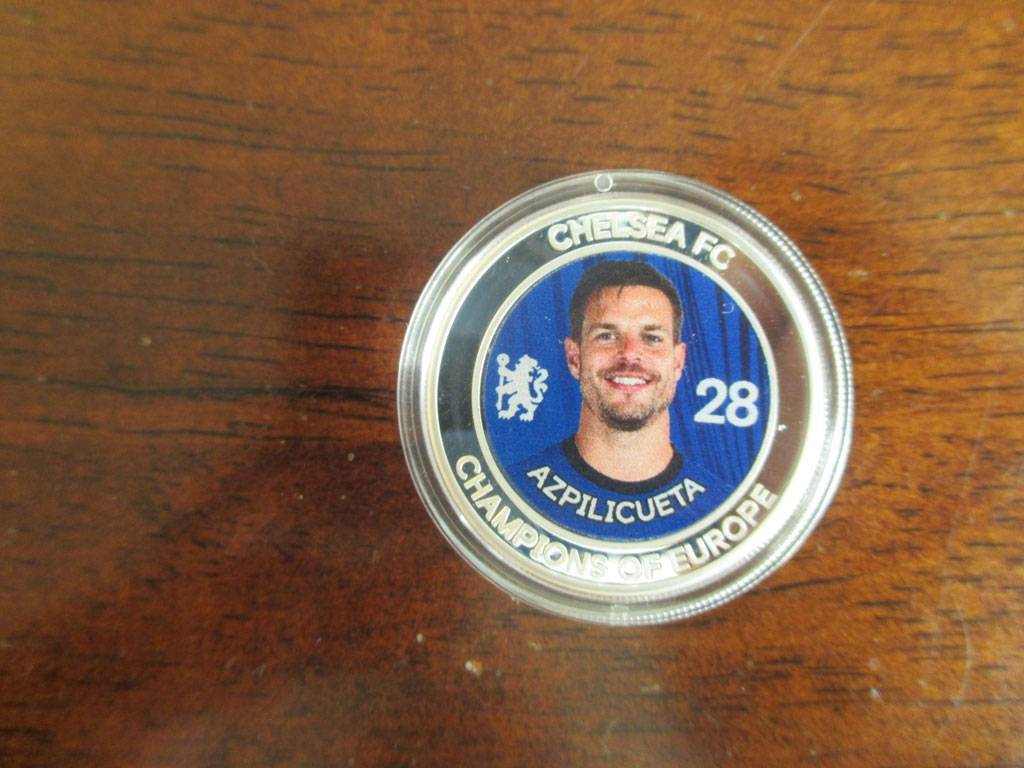 CHELSEA FC
28
AZPILICUETA
CHAMPIONS OF EUROPE